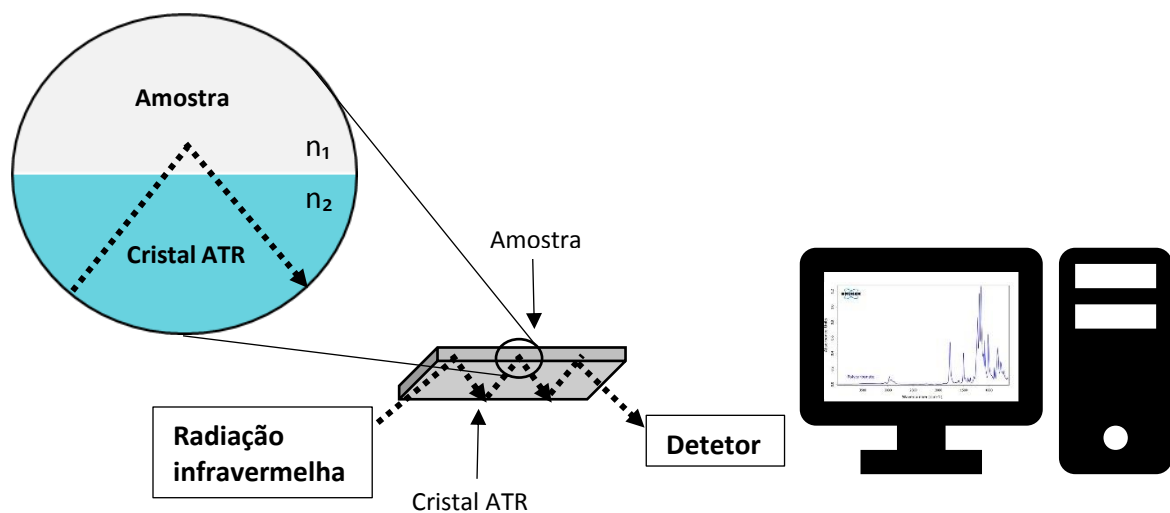 Amostra
n₁
n₂
Cristal ATR
Amostra
Radiação
infravermelha
Cristal ATR
Detetor